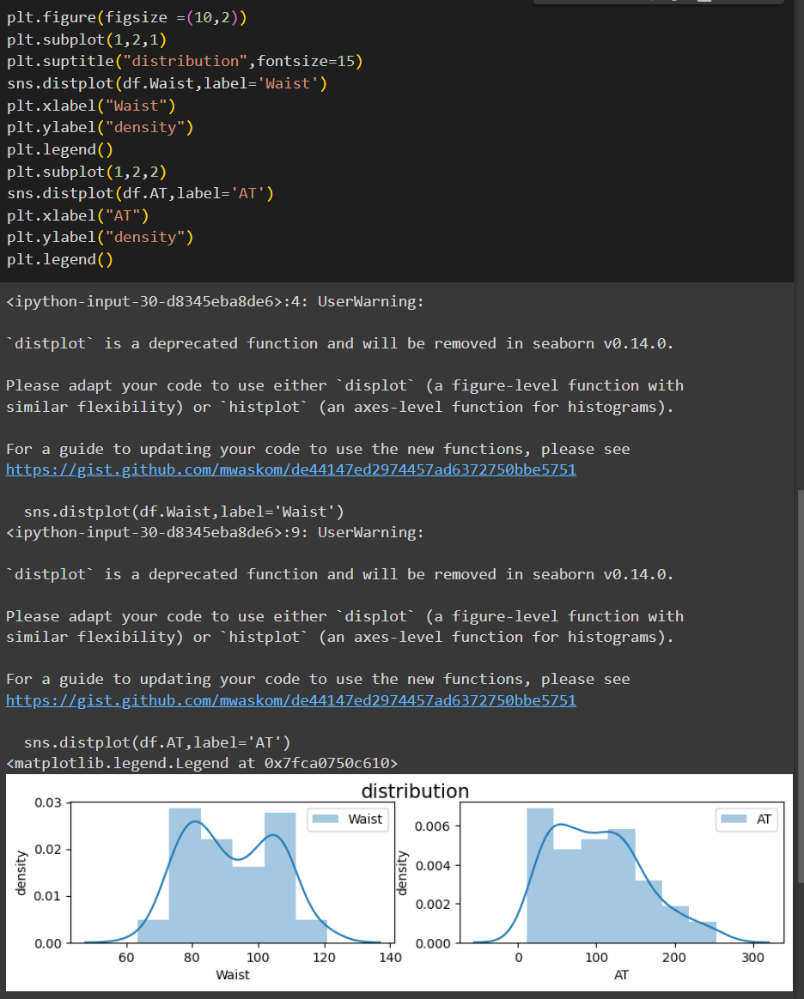 plt.figure(figsize =(10,2))
plt.subplot(1,2,1)
plt.suptitle("distribution",fontsize=15)
sns.distplot(df.Waist,label='Waist')
plt.xlabel("Waist")
plt.ylabel("density")
plt.legend()
plt.subplot(1,2,2)
sns.distplot(df.AT,label='AT')
plt.xlabel("AT")
plt.ylabel("density")
plt.legend()
<ipython-input-30-d8345eba8de6>:4: UserWarning:
`distplot` is a deprecated function and will be removed in seaborn v0.14.0.
Please adapt your code to use either `displot` (a figure-level function with
similar flexibility) or `histplot` (an axes-level function for histograms).
For a guide to updating your code to use the new functions, please see
https://gist.github.com/mwaskom/de44147ed2974457ad6372750bbe5751
sns.distplot(df.Waist,label='Waist')
<ipython-input-30-d8345eba8de6>:9: UserWarning:
`distplot` is a deprecated function and will be removed in seaborn v0.14.0.
Please adapt your code to use either `displot` (a figure-level function with
similar flexibility) or `histplot` (an axes-level function for histograms).
For a guide to updating your code to use the new functions, please see
https://gist.github.com/mwaskom/de44147ed2974457ad6372750bbe5751
sns.distplot(df.AT,label='AT')
<matplotlib.legend.Legend at 0x7fca0750c610>
distribution
0.03
0.02
0.01
0.00
density
Waist
60 80 100 120 140
Waist
0.006
0.004
0.002
0.000
density
AT
0 100 200 300
AT